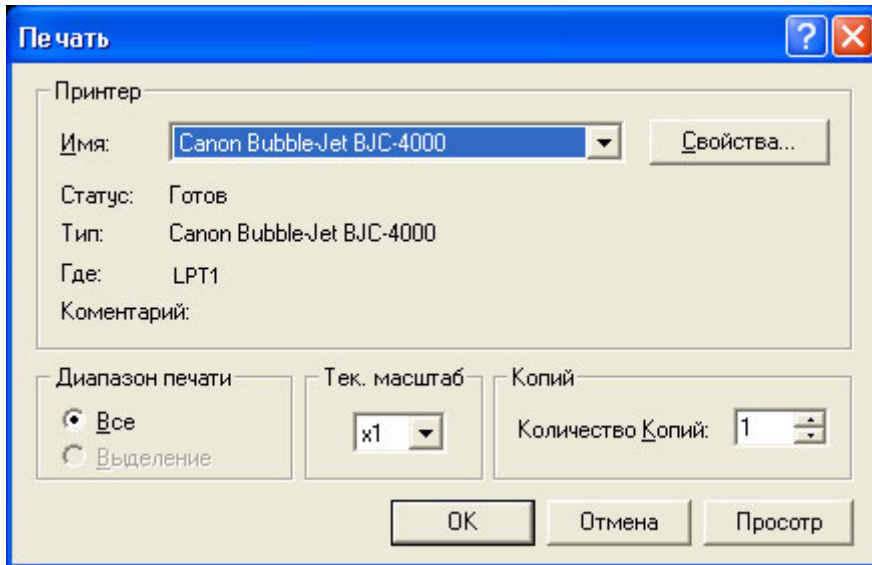 Печать
Принтер
Имя: Canon Bubble-Jet BJC-4000 Свойства...
Статус: Готов
Тип: Canon Bubble-Jet BJC-4000
Где: LPT1
Коментарий:
Диапазон печати Тек. масштаб Копий
Все x1 Количество Копий: 1
Выделение
OK Отмена Просотр